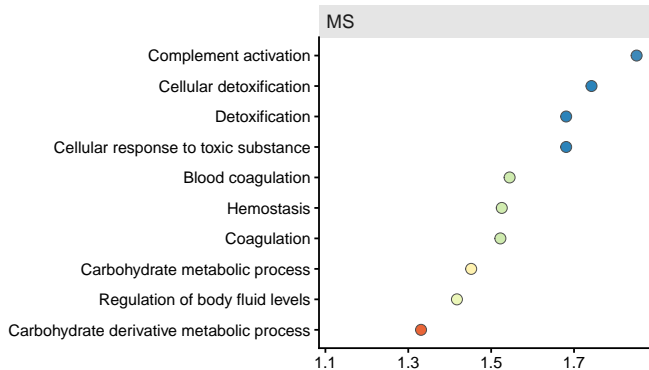 MS
Complement activation
Cellular detoxification
Detoxification
Cellular response to toxic substance
Blood coagulation
Hemostasis
Coagulation
Carbohydrate metabolic process
Regulation of body fluid levels
Carbohydrate derivative metabolic process
1.1 1.3 1.5 1.7